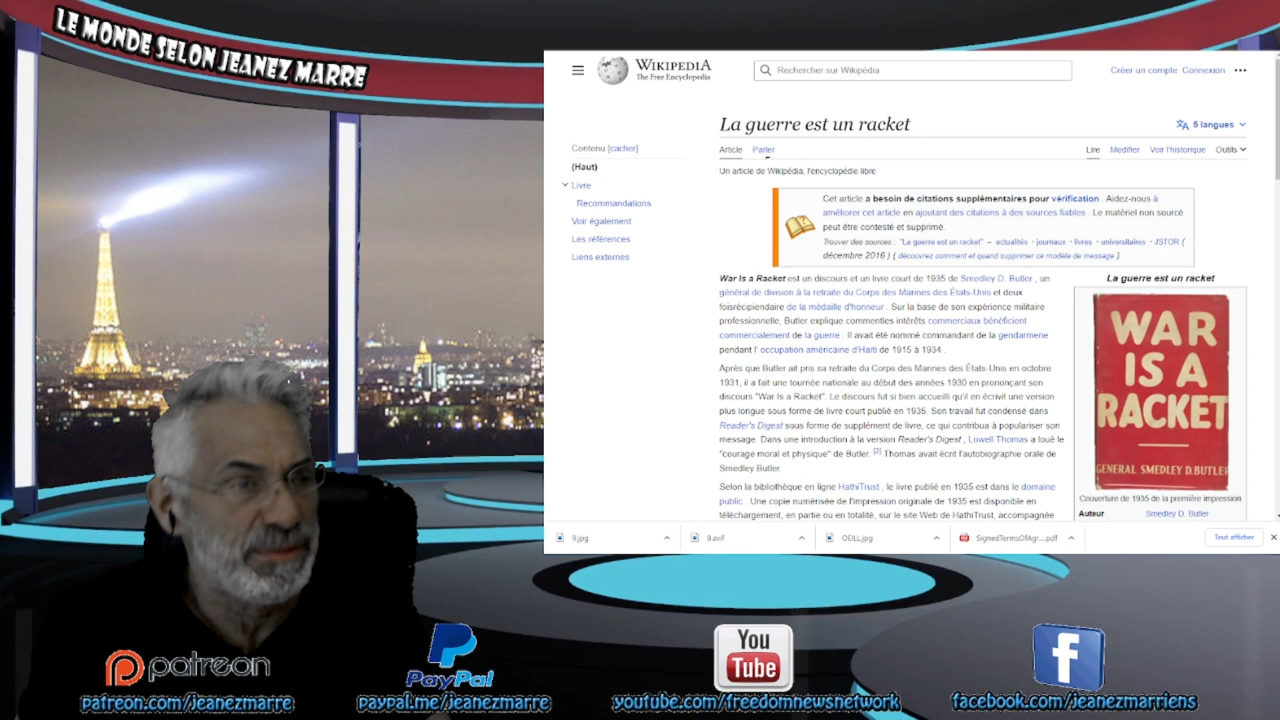 LE MONDE SELON JEANEZ MARRE
WIKIPEDIA
The Free Encyclopedia
Rechercher sur Wikipédia
Créer un compte Connexion
La guerre est un racket
5 langues
Contenu [cacher]
(Haut)
Livre
Recommandations
Voir également
Les références
Liens externes
Article Parler
Lire Modifier Voir l'historique Outils
Un article de Wikipédia, l'encyclopédie libre
Cet article a besoin de citations supplémentaires pour vérification . Aidez-nous à
améliorer cet article en ajoutant des citations à des sources fiables . Le matériel non sourcé
peut être contesté et supprimé.
Trouver des sources : "La guerre est un racket" – actualités · journaux · livres · universitaires · JSTOR (
décembre 2016 ) ( découvrez comment et quand supprimer ce modèle de message )
War Is a Racket est un discours et un livre court de 1935 de Smedley D. Butler , un
général de division à la retraite du Corps des Marines des États-Unis et deux
foisrécipiendaire de la médaille d'honneur . Sur la base de son expérience militaire
professionnelle, Butler explique commentles intérêts commerciaux bénéficient
commercialement de la guerre . Il avait été nommé commandant de la gendarmerie
pendant l' occupation américaine d'Haïti de 1915 à 1934 .
Après que Butler ait pris sa retraite du Corps des Marines des États-Unis en octobre
1931, il a fait une tournée nationale au début des années 1930 en prononçant son
discours "War Is a Racket". Le discours fut si bien accueilli qu'il en écrivit une version
plus longue sous forme de livre court publié en 1935. Son travail fut condensé dans
Reader's Digest sous forme de supplément de livre, ce qui contribua à populariser son
message. Dans une introduction à la version Reader's Digest , Lowell Thomas a loué le
"courage moral et physique" de Butler. [2] Thomas avait écrit l'autobiographie orale de
Smedley Butler.
Selon la bibliothèque en ligne HathiTrust , le livre publié en 1935 est dans le domaine
public . Une copie numérisée de l'impression originale de 1935 est disponible en
téléchargement, en partie ou en totalité, sur le site Web de HathiTrust, accompagnée
La guerre est un racket
WAR
IS A
RACKET
GENERAL SMEDLEY D.BUTLER
Couverture de 1935 de la première impression
Auteur Smedley D. Butler
9.jpg
9.avif
OEILL.jpg
SignedTermsOfAgr....pdf
Tout afficher
patreon
patreon.com/jeanezmarre
PayPal
paypal.me/jeanezmarre
You
Tube
youtube.com/freedomnewsnetwork
f
facebook.com/jeanezmarriens